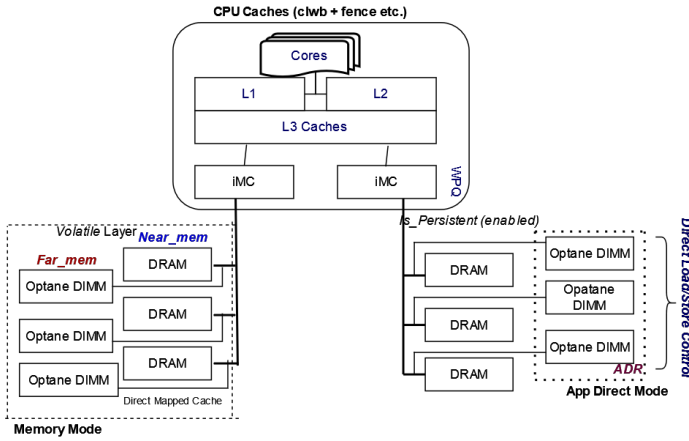 CPU Caches (clwb + fence etc.)
Cores
L1
L2
L3 Caches
iMC
iMC
WPQ
Volatile Layer
Near_mem
Far_mem
DRAM
Optane DIMM
DRAM
Optane DIMM
DRAM
Optane DIMM
Direct Mapped Cache
Memory Mode
Is_Persistent (enabled)
Optane DIMM
DRAM
Opatane
DIMM
DRAM
Optane DIMM
ADR
DRAM
App Direct Mode
Direct Load/Store Control